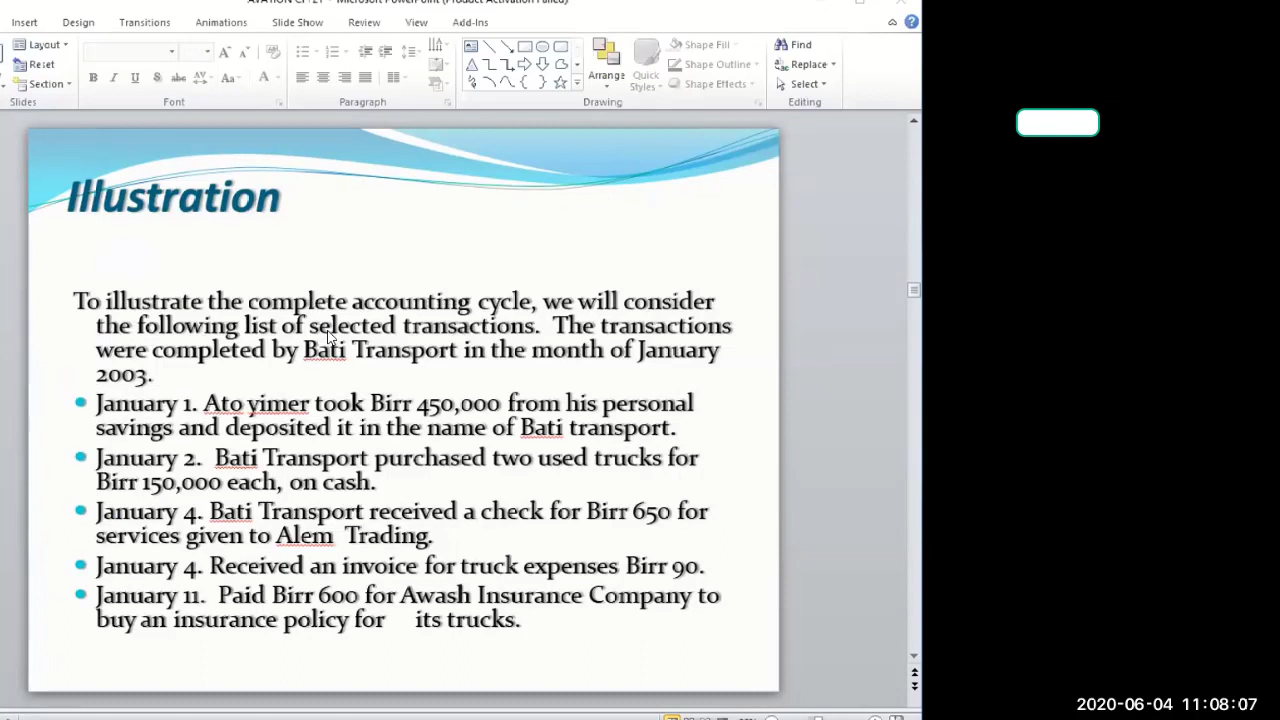 Insert Design Transitions Animations Slide Show Review View Add-Ins
Layout
Reset
Section
Slides
Font
Paragraph
Arrange
Quick Styles
Shape Fill
Shape Outline
Shape Effects
Drawing
Find
Replace
Select
Editing
Illustration
To illustrate the complete accounting cycle, we will consider
the following list of selected transactions. The transactions
were completed by Bati Transport in the month of January
2003.
January 1. Ato yimer took Birr 450,000 from his personal
savings and deposited it in the name of Bati transport.
January 2. Bati Transport purchased two used trucks for
Birr 150,000 each, on cash.
January 4. Bati Transport received a check for Birr 650 for
services given to Alem Trading.
January 4. Received an invoice for truck expenses Birr 90.
January 11. Paid Birr 600 for Awash Insurance Company to
buy an insurance policy for its trucks.
2020-06-04 11:08:07